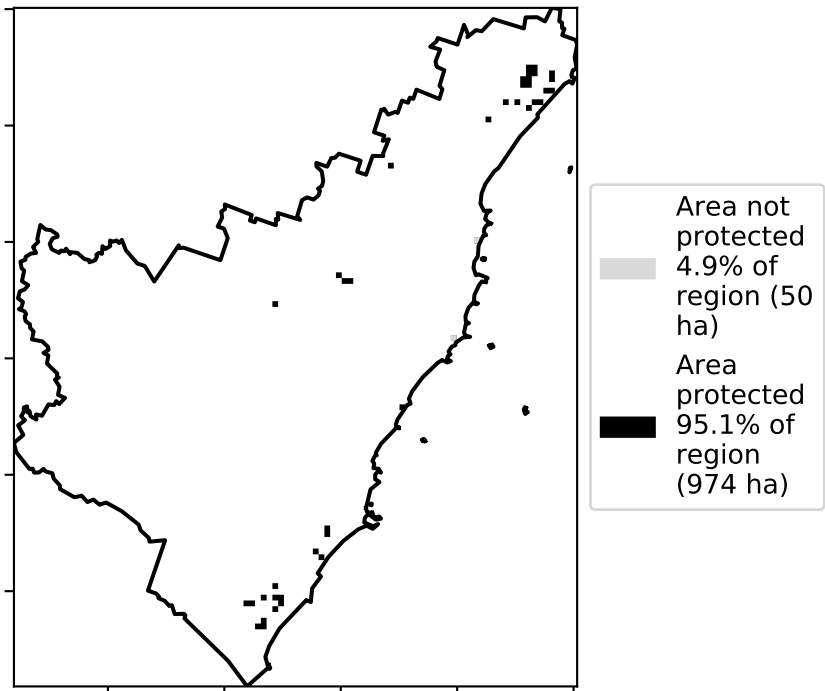 Area not
protected
4.9% of
region (50
ha)
Area
protected
95.1% of
region
(974 ha)